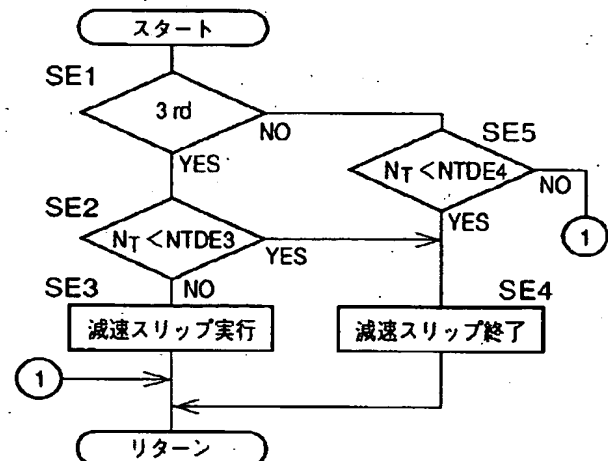 スタート
SE1
3rd
NO
YES
SE5
NT<NTDE4
NO
YES
1
SE2
NT<NTDE3
YES
NO
SE3
減速スリップ実行
SE4
減速スリップ終了
1
リターン